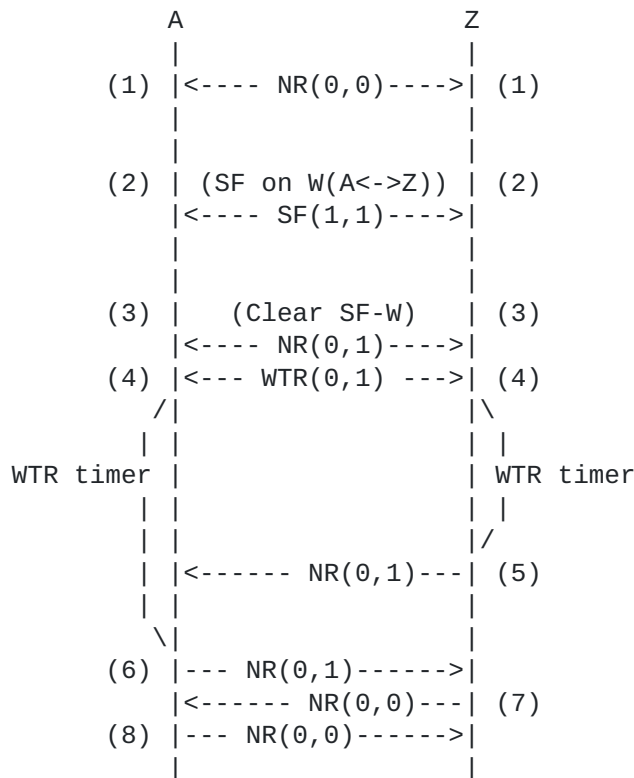 A Z
| |
(1) |<---- NR(0,0)---->| (1)
| |
| |
(2) | (SF on W(A<->Z)) | (2)
|<---- SF(1,1)---->|
| |
| |
(3) | (Clear SF-W) | (3)
|<---- NR(0,1)---->|
(4) |<--- WTR(0,1) --->| (4)
/| |\
| | | |
WTR timer | | WTR timer
| | | |
| | |/
| |<------ NR(0,1)---| (5)
| | |
\| |
(6) |--- NR(0,1)------>|
|<------ NR(0,0)---| (7)
(8) |--- NR(0,0)------>|
| |